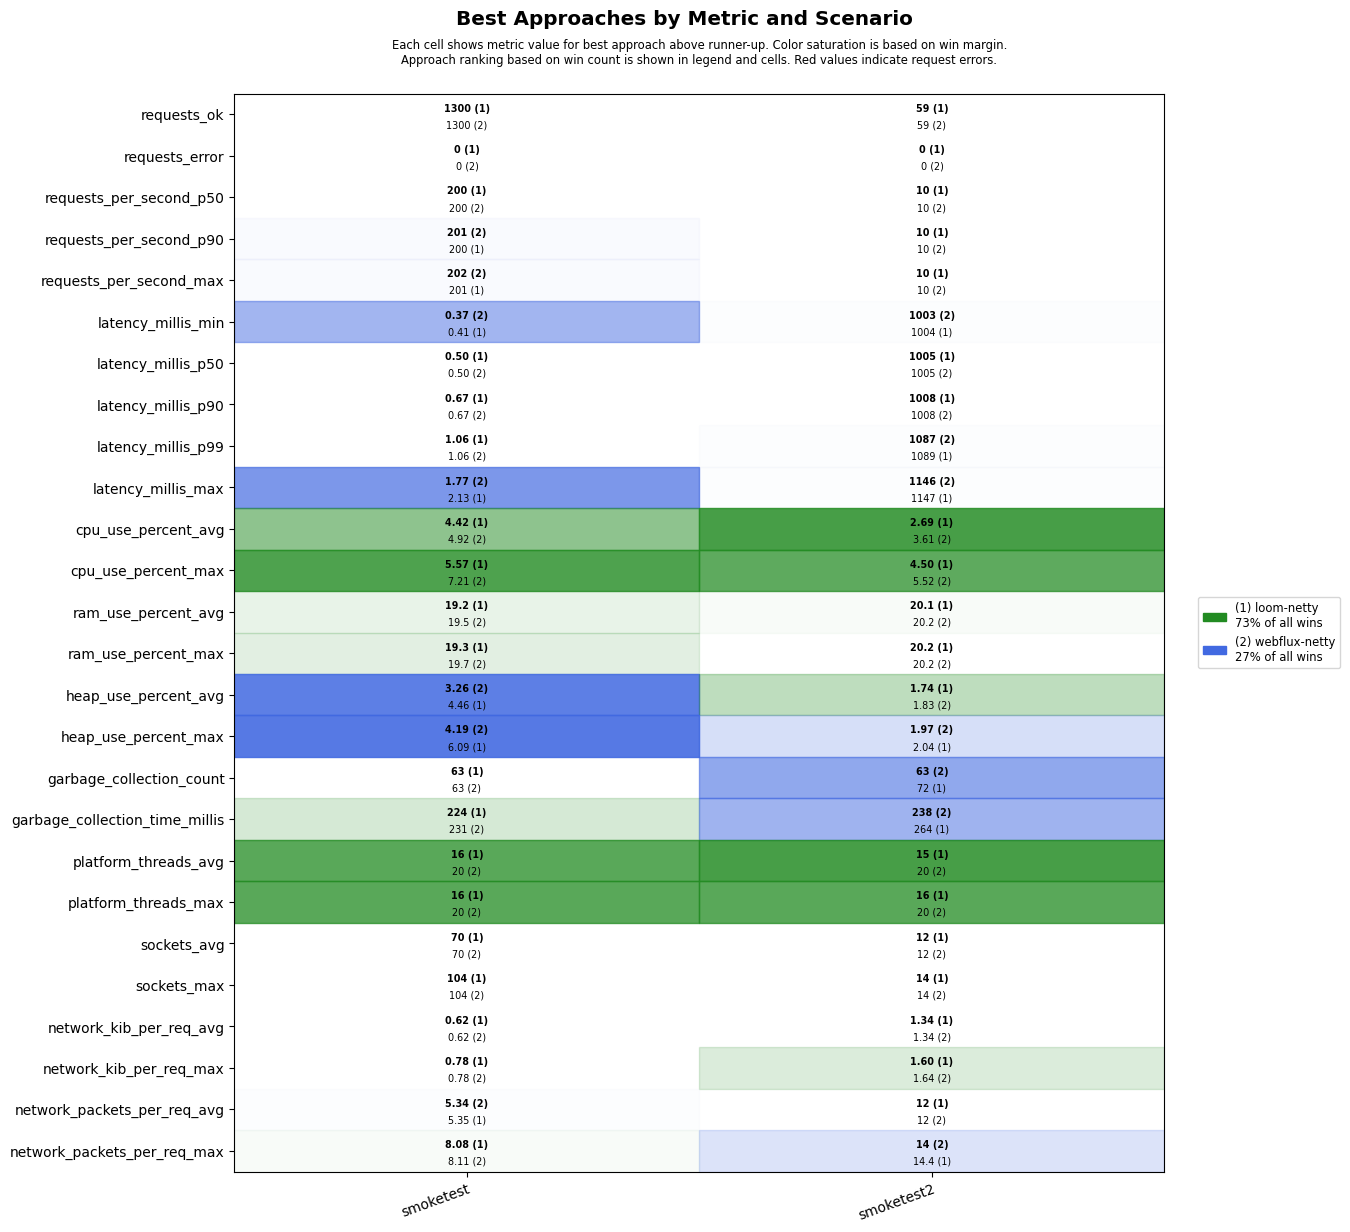 Best Approaches by Metric and Scenario
Each cell shows metric value for best approach above runner-up. Color saturation is based on win margin.
Approach ranking based on win count is shown in legend and cells. Red values indicate request errors.
requests_ok
1300 (1)
1300 (2)
59 (1)
59 (2)
requests_error
0 (1)
0 (2)
0 (1)
0 (2)
requests_per_second_p50
200 (1)
200 (2)
10 (1)
10 (2)
requests_per_second_p90
201 (2)
200 (1)
10 (1)
10 (2)
requests_per_second_max
202 (2)
201 (1)
10 (1)
10 (2)
latency_millis_min
0.37 (2)
0.41 (1)
1003 (2)
1004 (1)
latency_millis_p50
0.50 (1)
0.50 (2)
1005 (1)
1005 (2)
latency_millis_p90
0.67 (1)
0.67 (2)
1008 (1)
1008 (2)
latency_millis_p99
1.06 (1)
1.06 (2)
1087 (2)
1089 (1)
latency_millis_max
1.77 (2)
2.13 (1)
1146 (2)
1147 (1)
cpu_use_percent_avg
4.42 (1)
4.92 (2)
2.69 (1)
3.61 (2)
cpu_use_percent_max
5.57 (1)
7.21 (2)
4.50 (1)
5.52 (2)
ram_use_percent_avg
19.2 (1)
19.5 (2)
20.1 (1)
20.2 (2)
ram_use_percent_max
19.3 (1)
19.7 (2)
20.2 (1)
20.2 (2)
heap_use_percent_avg
3.26 (2)
4.46 (1)
1.74 (1)
1.83 (2)
heap_use_percent_max
4.19 (2)
6.09 (1)
1.97 (2)
2.04 (1)
garbage_collection_count
63 (1)
63 (2)
63 (2)
72 (1)
garbage_collection_time_millis
224 (1)
231 (2)
238 (2)
264 (1)
platform_threads_avg
16 (1)
20 (2)
15 (1)
20 (2)
platform_threads_max
16 (1)
20 (2)
16 (1)
20 (2)
sockets_avg
70 (1)
70 (2)
12 (1)
12 (2)
sockets_max
104 (1)
104 (2)
14 (1)
14 (2)
network_kib_per_req_avg
0.62 (1)
0.62 (2)
1.34 (1)
1.34 (2)
network_kib_per_req_max
0.78 (1)
0.78 (2)
1.60 (1)
1.64 (2)
network_packets_per_req_avg
5.34 (2)
5.35 (1)
12 (1)
12 (2)
network_packets_per_req_max
8.08 (1)
8.11 (2)
14 (2)
14.4 (1)
smoketest
smoketest2
(1) loom-netty
73% of all wins
(2) webflux-netty
27% of all wins